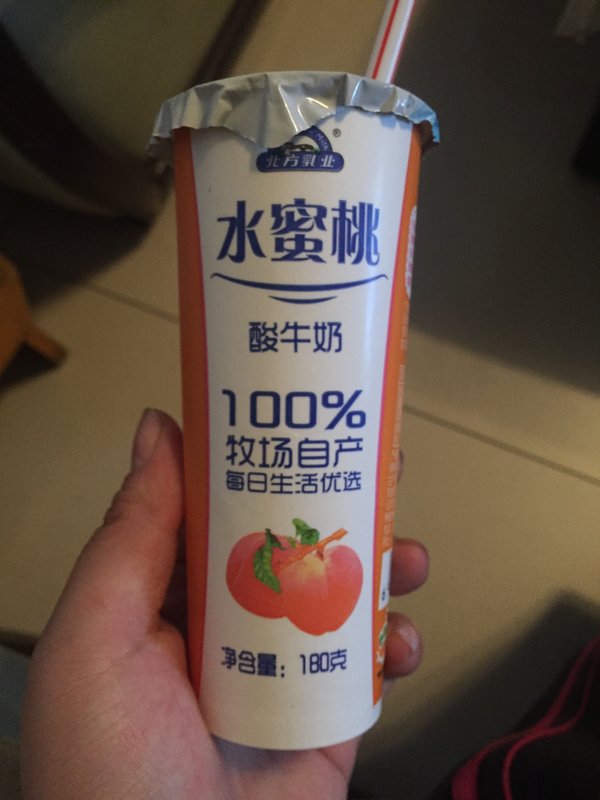 北方乳业
®
水蜜桃
酸牛奶
100%
牧场自产
每日生活优选
净含量：180克